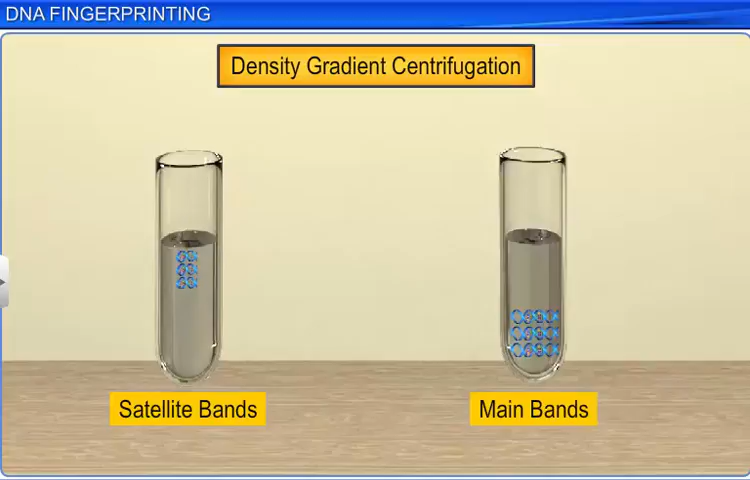 DNA FINGERPRINTING
Density Gradient Centrifugation
Satellite Bands
Main Bands